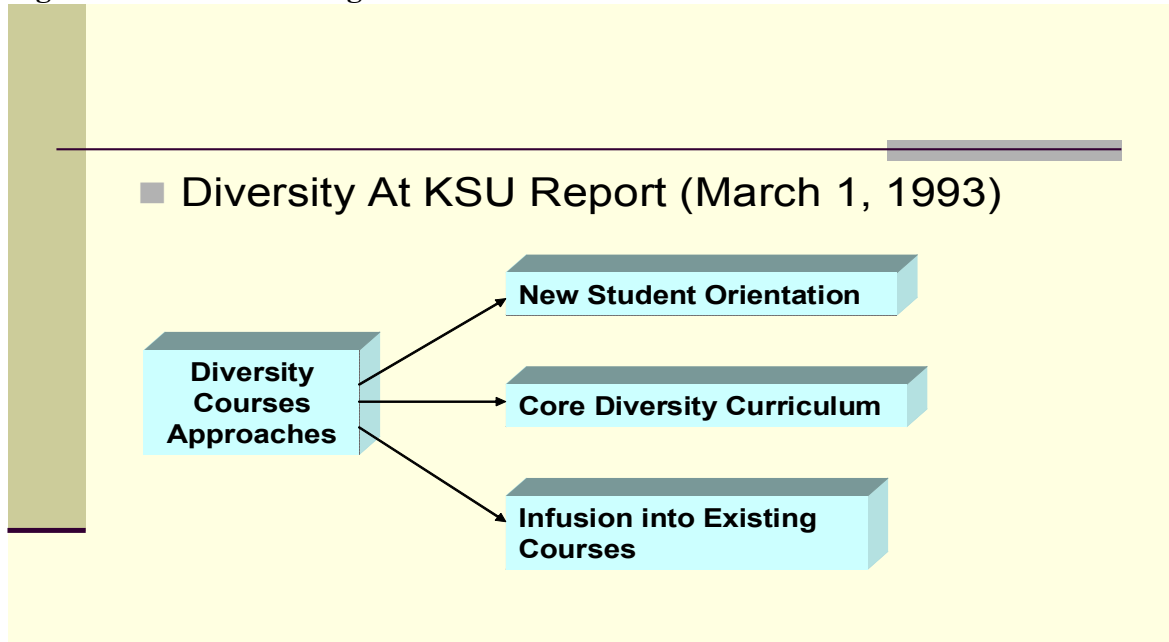 Diversity At KSU Report (March 1, 1993)
New Student Orientation
Diversity
Courses
Approaches
Core Diversity Curriculum
Infusion into Existing
Courses